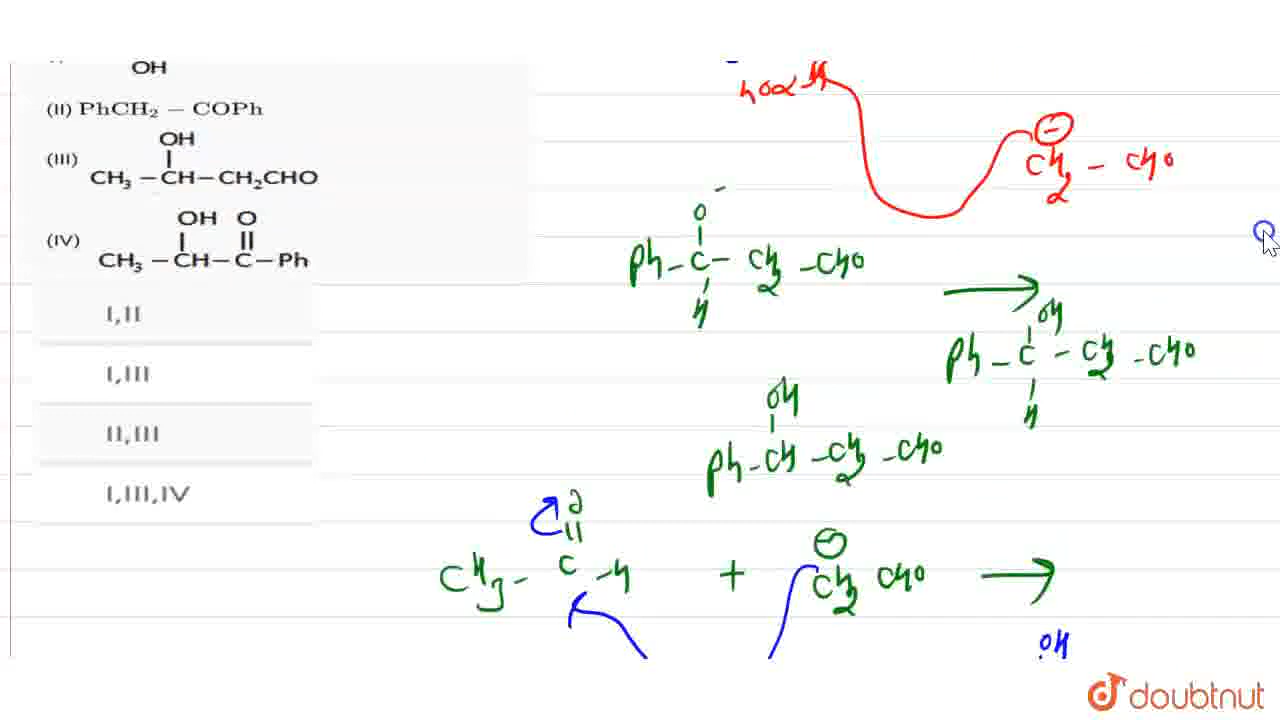 OH
(II) PhCH₂ − COPh
OH
(III) CH₃ − CH − CH₂CHO
OH O
(IV) CH₃ − CH − C − Ph
I,II
I,III
II,III
I,III,IV
CH₂ − CHO
O⁻
Ph − C − CH₂ − CHO
H
OH
Ph − C − CH₂ − CHO
H
OH
Ph − CH − CH₂ − CHO
O
CH₃ − C − H + CH₂ CHO
OH
doubtnut